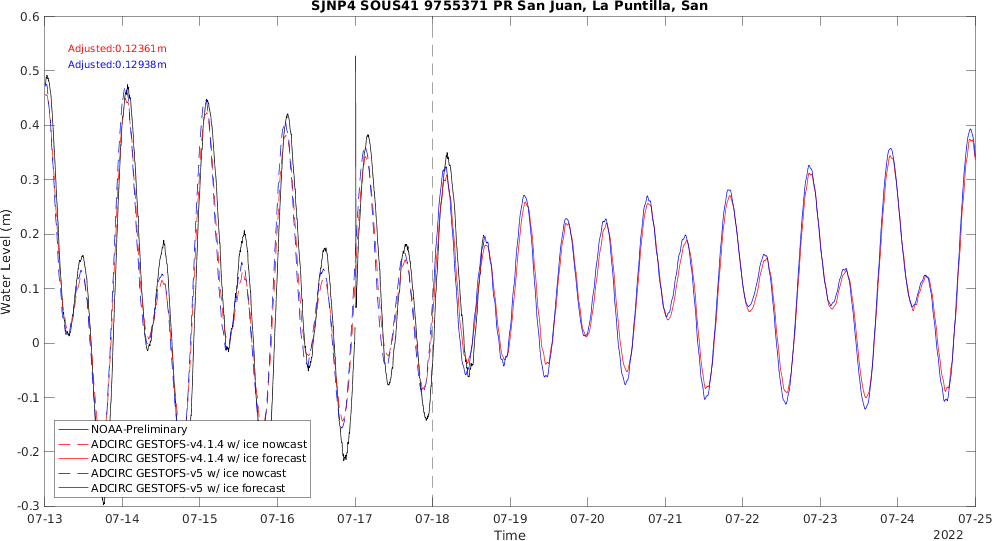 SJNP4 SOUS41 9755371 PR San Juan, La Puntilla, San
Adjusted:0.12361m
Adjusted:0.12938m
0.6
0.5
0.4
0.3
0.2
0.1
0
-0.1
-0.2
-0.3
Water Level (m)
NOAA-Preliminary
ADCIRC GESTOFS-v4.1.4 w/ ice nowcast
ADCIRC GESTOFS-v4.1.4 w/ ice forecast
ADCIRC GESTOFS-v5 w/ ice nowcast
ADCIRC GESTOFS-v5 w/ ice forecast
07-13 07-14 07-15 07-16 07-17 07-18 07-19 07-20 07-21 07-22 07-23 07-24 07-25
Time
2022